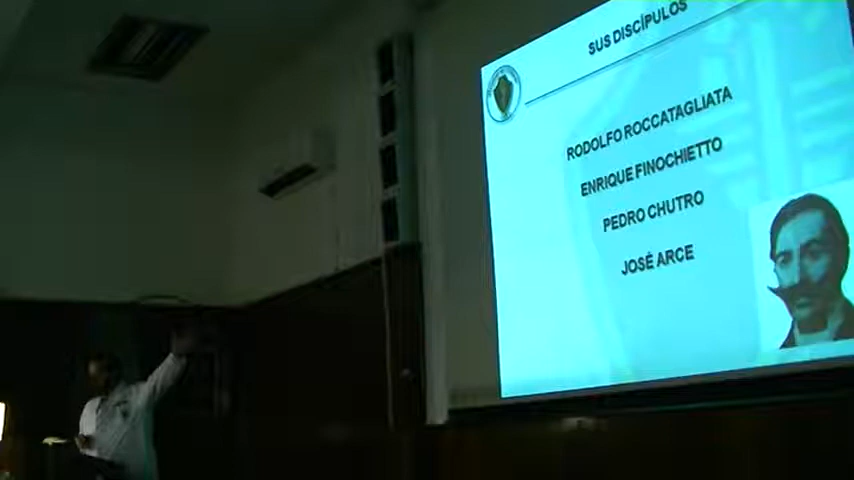 SUS DISCÍPULOS
RODOLFO ROCCATAGLIATA
ENRIQUE FINOCHIETTO
PEDRO CHUTRO
JOSÉ ARCE